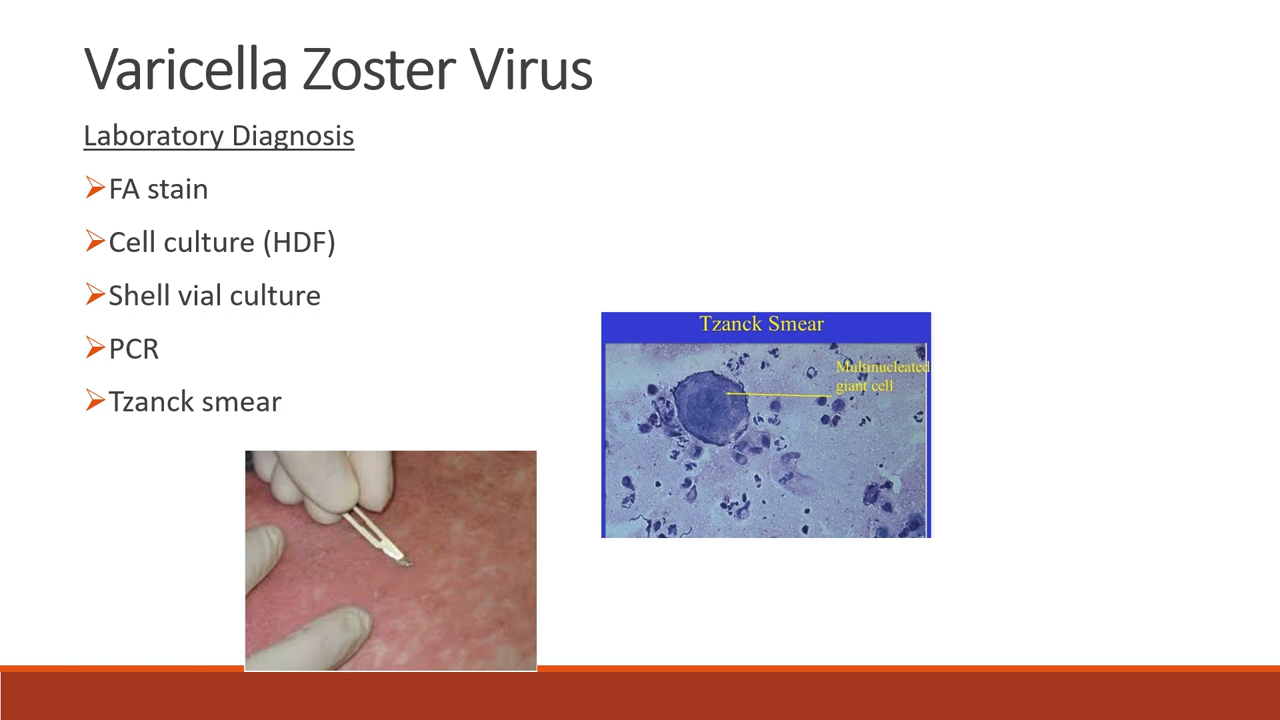 Varicella Zoster Virus
Laboratory Diagnosis
FA stain
Cell culture (HDF)
Shell vial culture
PCR
Tzanck smear
Tzanck Smear
Multinucleated
giant cell